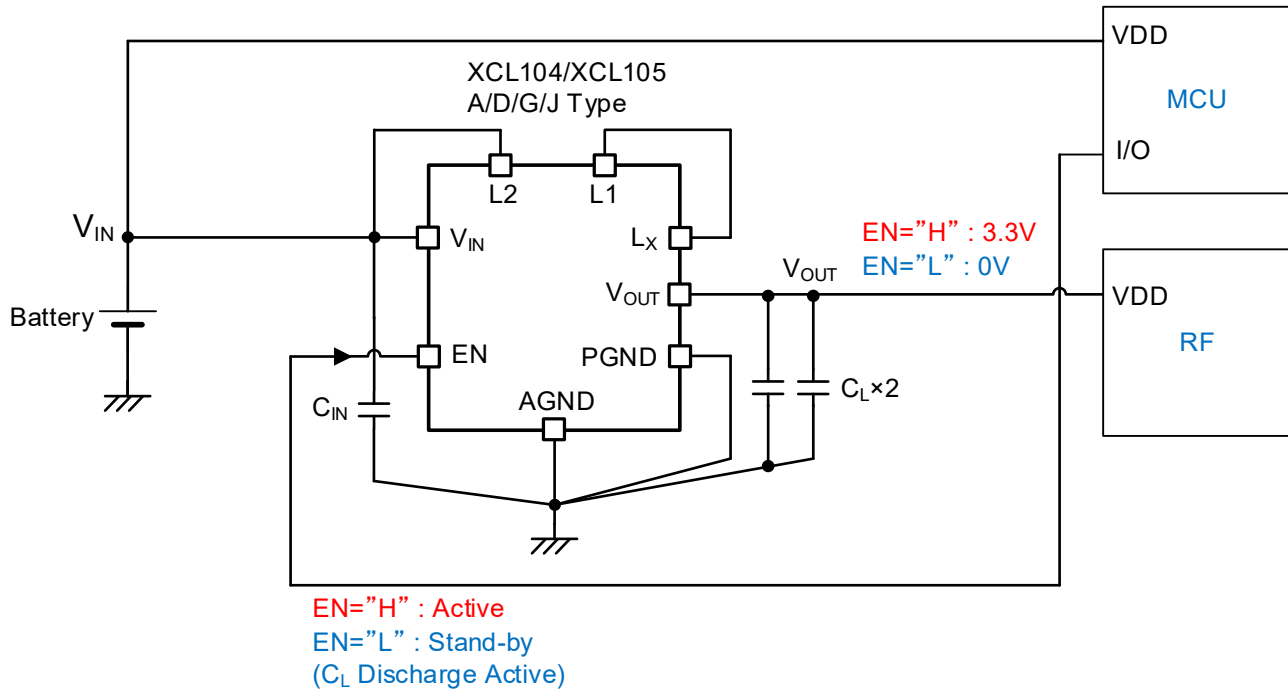 VDD
MCU
I/O
XCL104/XCL105
A/D/G/J Type
L2
L1
VIN
VIN
LX
EN="H" : 3.3V
EN="L" : 0V
VOUT
VOUT
VDD
RF
Battery
EN
PGND
CIN
AGND
CL×2
EN="H" : Active
EN="L" : Stand-by
(CL Discharge Active)